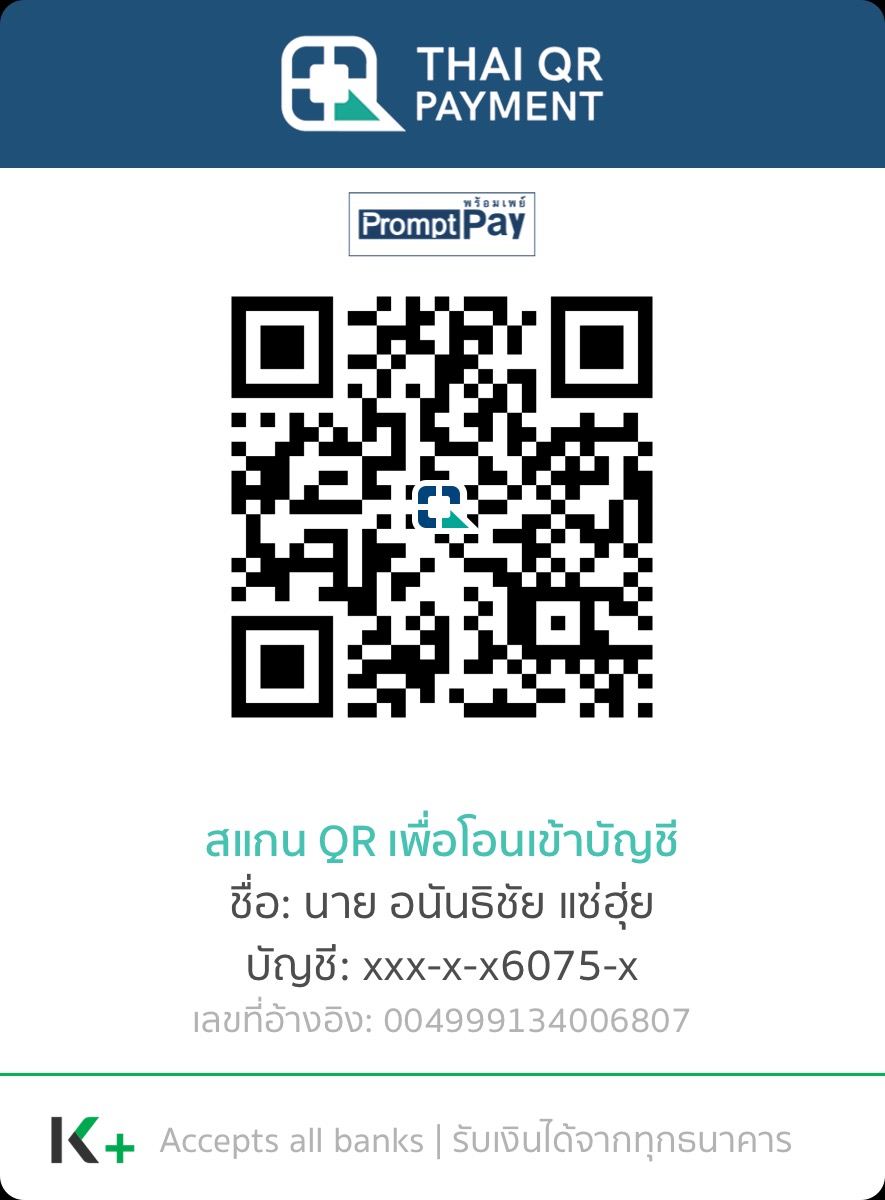 THAI QR
PAYMENT
พร้อมเพย์
PromptPay
สแกน QR เพื่อโอนเข้าบัญชี
ชื่อ: นาย อนันธิชัย แซ่ฮุ่ย
บัญชี: xxx-x-x6075-x
เลขที่อ้างอิง: 004999134006807
K+ Accepts all banks | รับเงินได้จากทุกธนาคาร